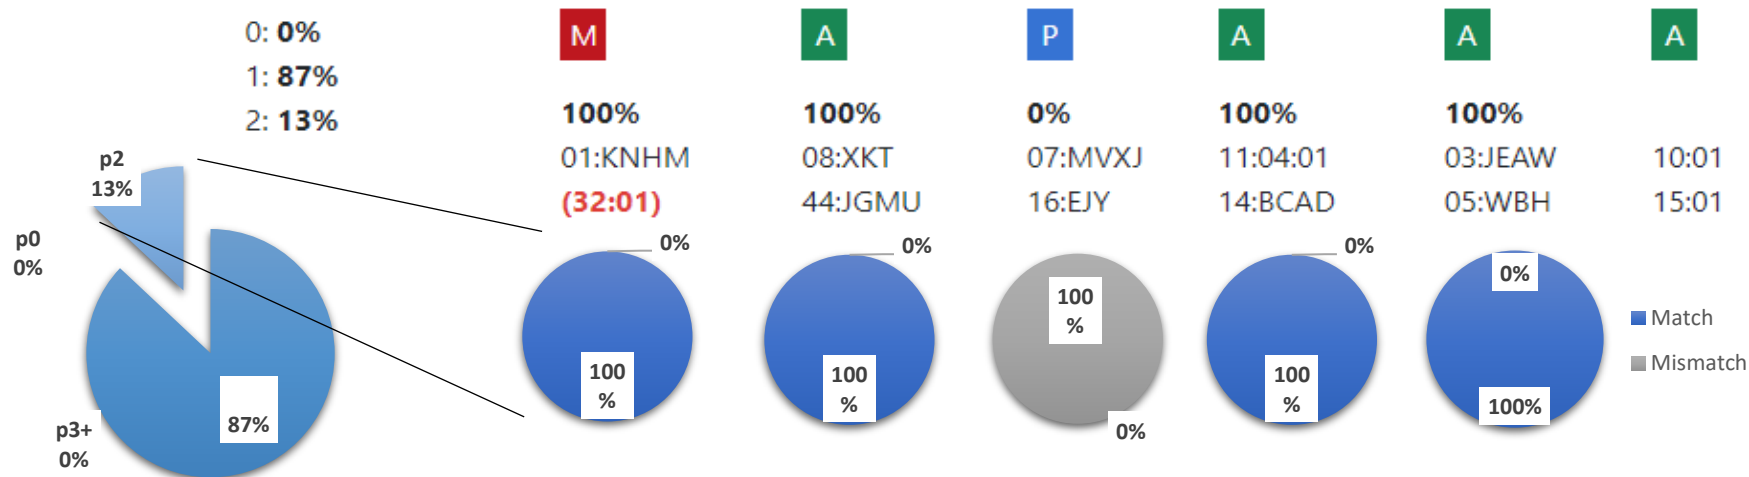 0: 0%
1: 87%
2: 13%
M A P A A A
100% 100% 0% 100% 100%
01:KNHM 08:XKT 07:MVXJ 11:04:01 03:JEAW 10:01
(32:01) 44:JGMU 16:EJY 14:BCAD 05:WBH 15:01
p2
13%
p0
0%
p3+
0%
87%
0%
100
%
0%
100
%
100
%
0%
0%
100
%
0%
100%
Match
Mismatch